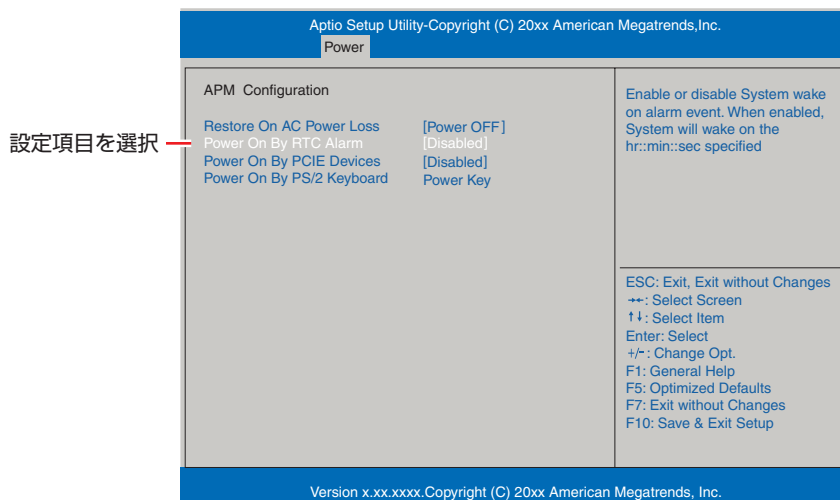 Aptio Setup Utility-Copyright (C) 20xx American Megatrends,Inc.
Power
APM Configuration
Restore On AC Power Loss [Power OFF]
設定項目を選択
Power On By RTC Alarm [Disabled]
Power On By PCIE Devices [Disabled]
Power On By PS/2 Keyboard Power Key
Enable or disable System wake
on alarm event. When enabled,
System will wake on the
hr::min::sec specified
ESC: Exit, Exit without Changes
→←: Select Screen
↑↓: Select Item
Enter: Select
+/-: Change Opt.
F1: General Help
F5: Optimized Defaults
F7: Exit without Changes
F10: Save & Exit Setup
Version x.xx.xxxx.Copyright (C) 20xx American Megatrends, Inc.